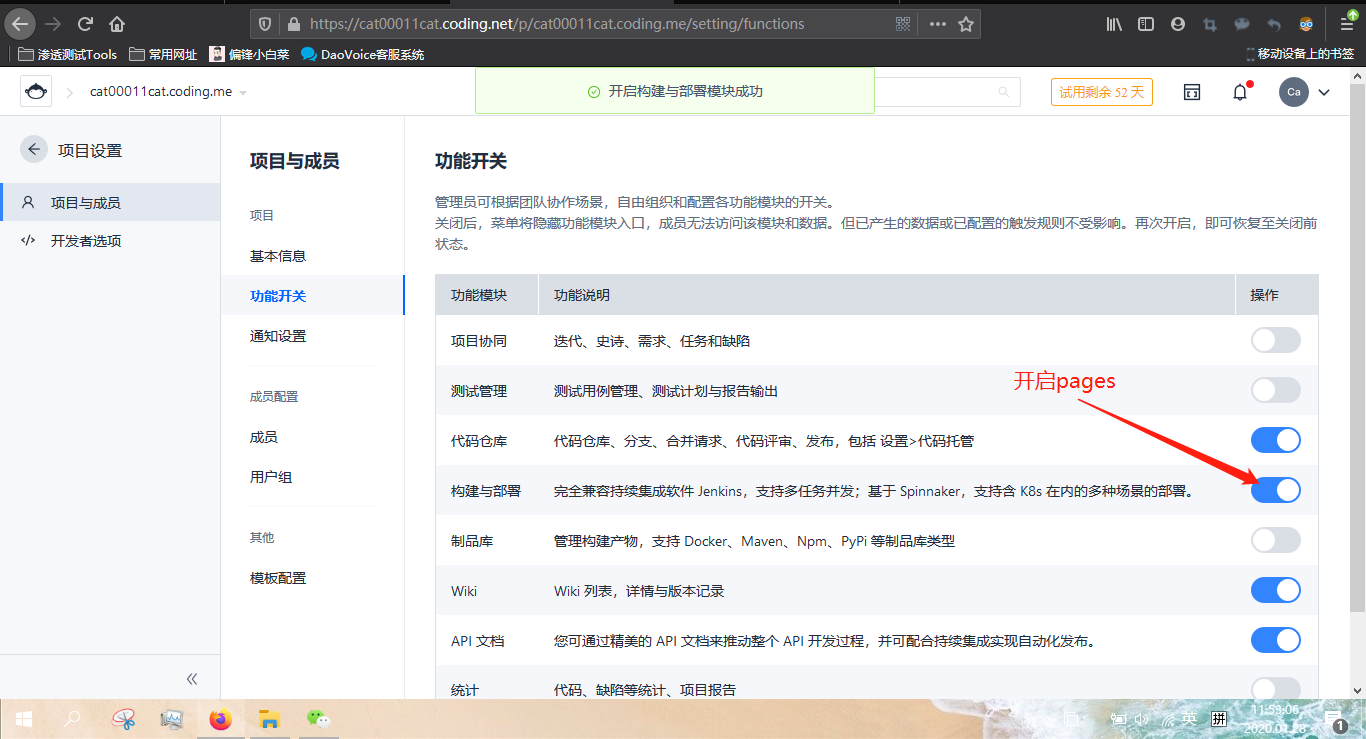 https://cat00011cat.coding.net/p/cat00011cat.coding.me/setting/functions
渗透测试Tools
常用网址
偏锋小白菜
DaoVoice客服系统
移动设备上的书签
cat00011cat.coding.me
开启构建与部署模块成功
试用剩余 52 天
Ca
项目设置
项目与成员
开发者选项
项目与成员
项目
基本信息
功能开关
通知设置
成员配置
成员
用户组
其他
模板配置
功能开关
管理员可根据团队协作场景，自由组织和配置各功能模块的开关。
关闭后，菜单将隐藏功能模块入口，成员无法访问该模块和数据。但已产生的数据或已配置的触发规则不受影响。再次开启，即可恢复至关闭前
状态。
功能模块 功能说明 操作
项目协同 迭代、史诗、需求、任务和缺陷
测试管理 测试用例管理、测试计划与报告输出
开启pages
代码仓库 代码仓库、分支、合并请求、代码评审、发布，包括 设置>代码托管
构建与部署 完全兼容持续集成软件 Jenkins，支持多任务并发；基于 Spinnaker，支持含 K8s 在内的多种场景的部署。
制品库 管理构建产物，支持 Docker、Maven、Npm、PyPi 等制品库类型
Wiki Wiki 列表，详情与版本记录
API 文档 您可通过精美的 API 文档来推动整个 API 开发过程，并可配合持续集成实现自动化发布。
统计 代码、缺陷等统计、项目报告
英
拼
11:59:06
2020.01.28
1